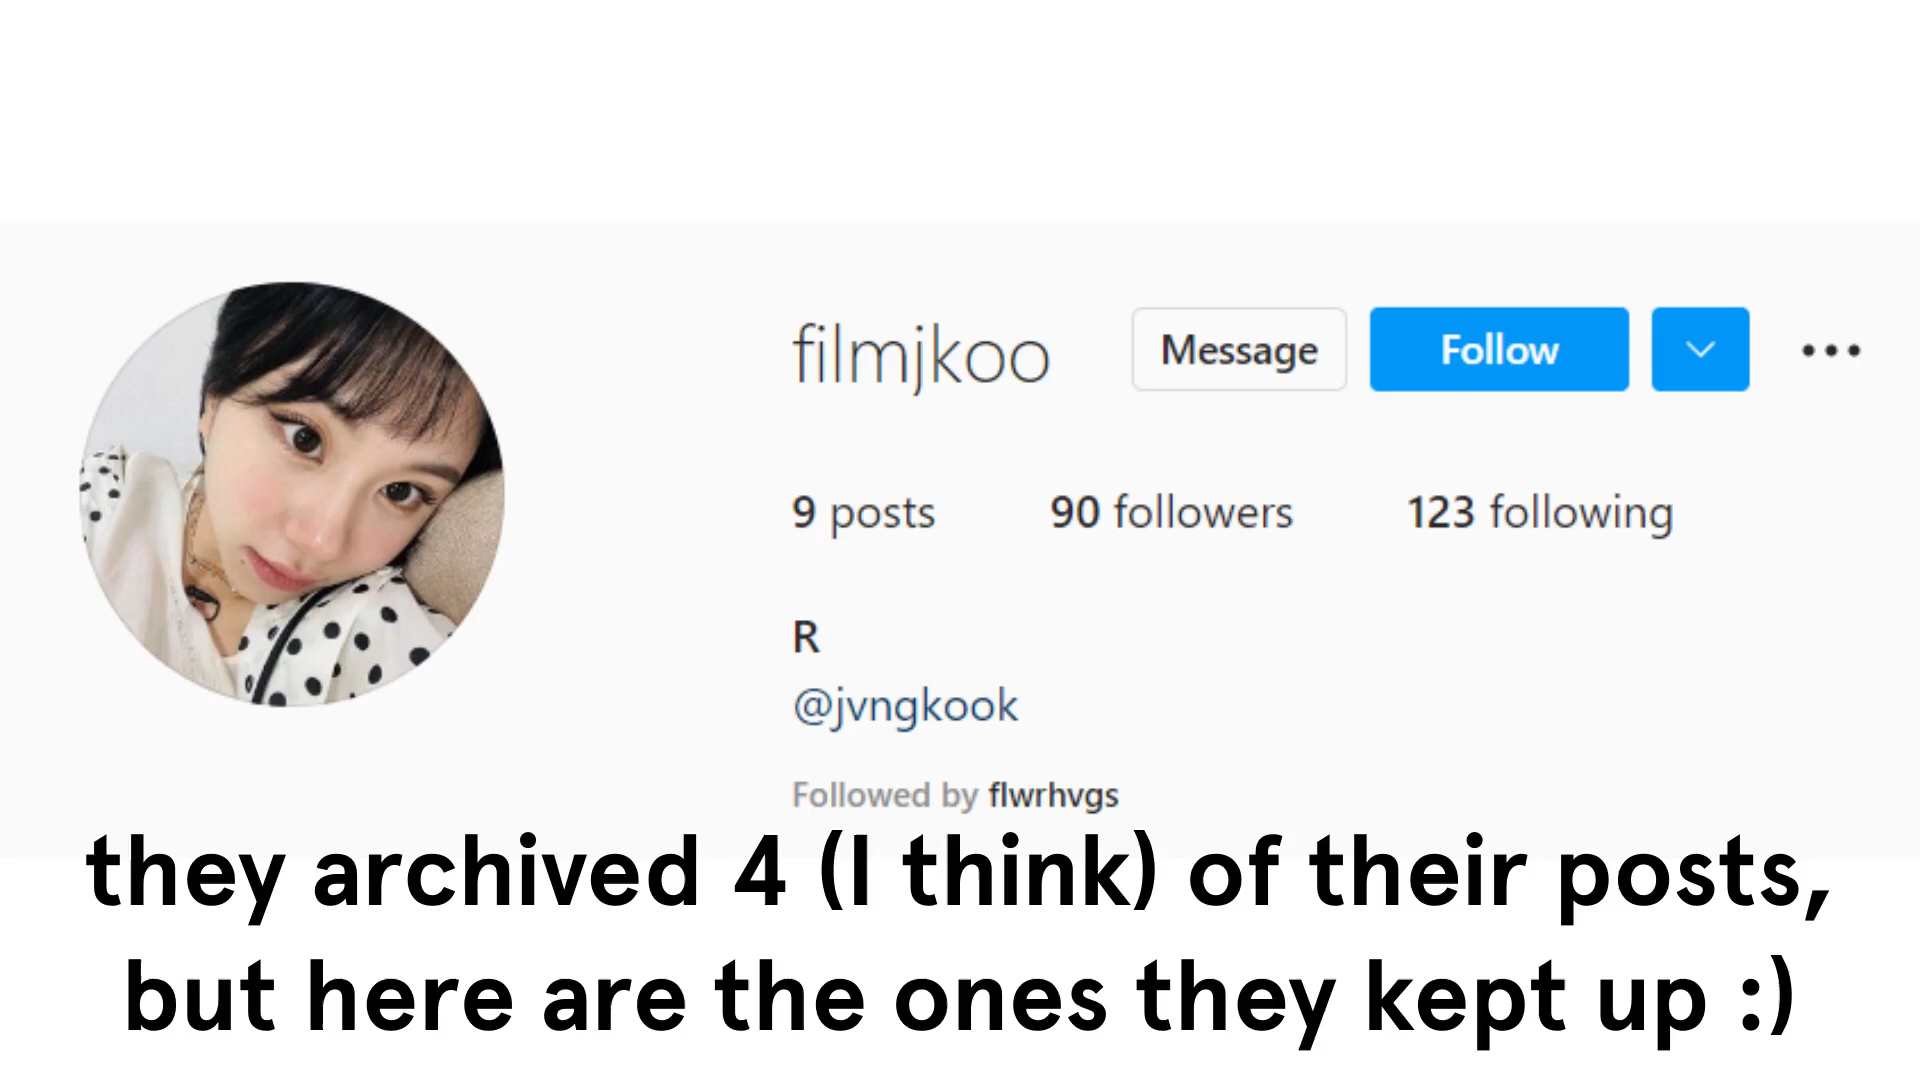 filmjkoo Message Follow
9 posts 90 followers 123 following
R
@jvngkook
Followed by flwrhvgs
they archived 4 (I think) of their posts,
but here are the ones they kept up :)